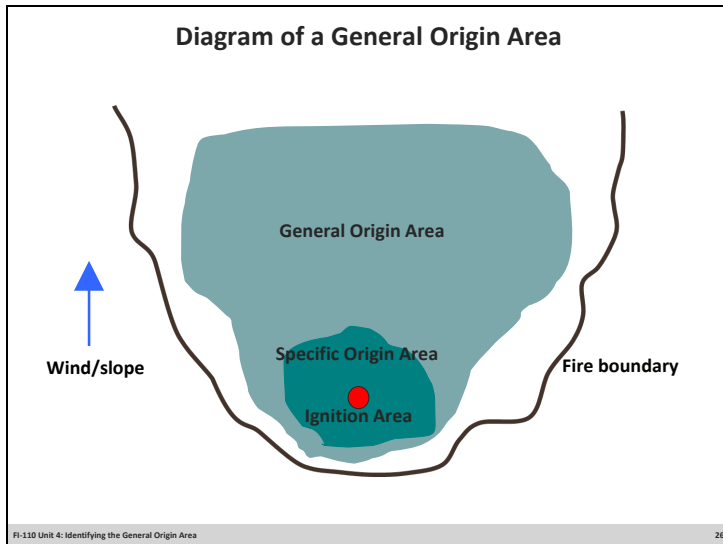 Diagram of a General Origin Area
General Origin Area
Specific Origin Area
Wind/slope
Fire boundary
Ignition Area
FI-110 Unit 4: Identifying the General Origin Area
26